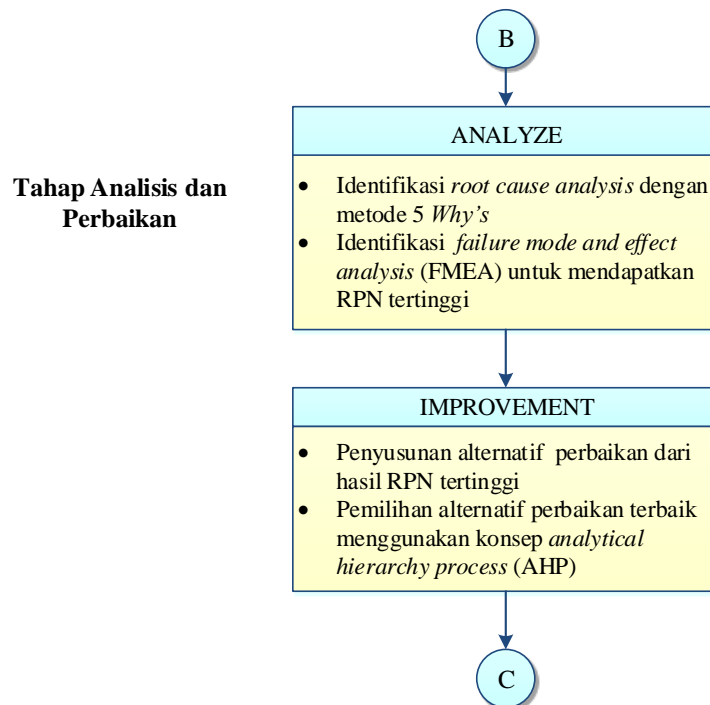 B
ANALYZE
Tahap Analisis dan
Perbaikan
• Identifikasi root cause analysis dengan
metode 5 Why's
• Identifikasi failure mode and effect
analysis (FMEA) untuk mendapatkan
RPN tertinggi
IMPROVEMENT
• Penyusunan alternatif perbaikan dari
hasil RPN tertinggi
• Pemilihan alternatif perbaikan terbaik
menggunakan konsep analytical
hierarchy process (AHP)
C